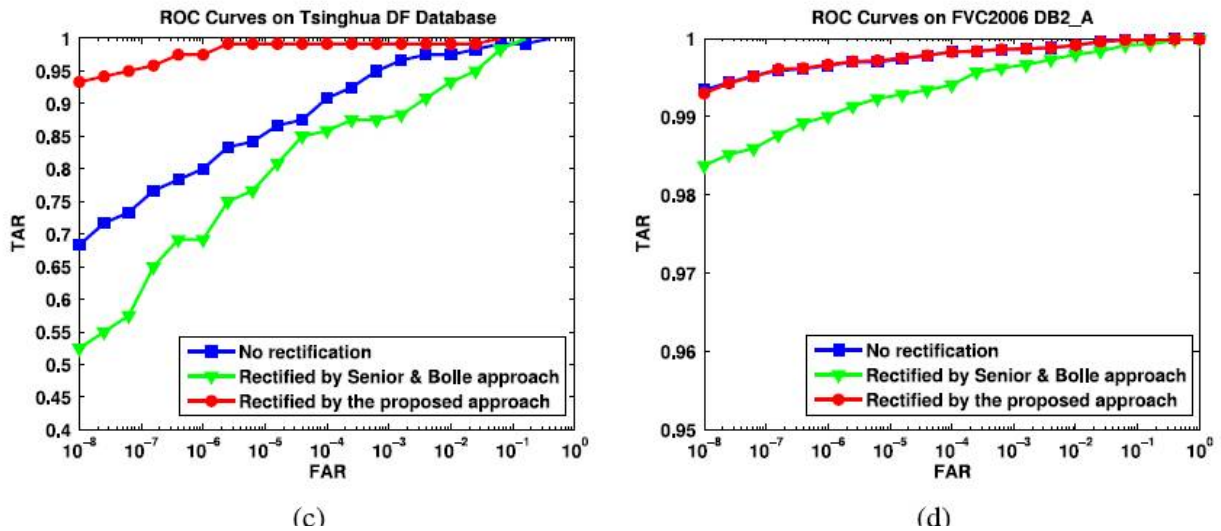 ROC Curves on Tsinghua DF Database
1
0.95
0.9
0.85
0.8
0.75
0.7
0.65
0.6
0.55
0.5
0.45
0.4
TAR
No rectification
Rectified by Senior & Bolle approach
Rectified by the proposed approach
10⁻⁸ 10⁻⁷ 10⁻⁶ 10⁻⁵ 10⁻⁴ 10⁻³ 10⁻² 10⁻¹ 10⁰
FAR
(c)
ROC Curves on FVC2006 DB2_A
1
0.99
0.98
0.97
0.96
0.95
TAR
No rectification
Rectified by Senior & Bolle approach
Rectified by the proposed approach
10⁻⁸ 10⁻⁷ 10⁻⁶ 10⁻⁵ 10⁻⁴ 10⁻³ 10⁻² 10⁻¹ 10⁰
FAR
(d)